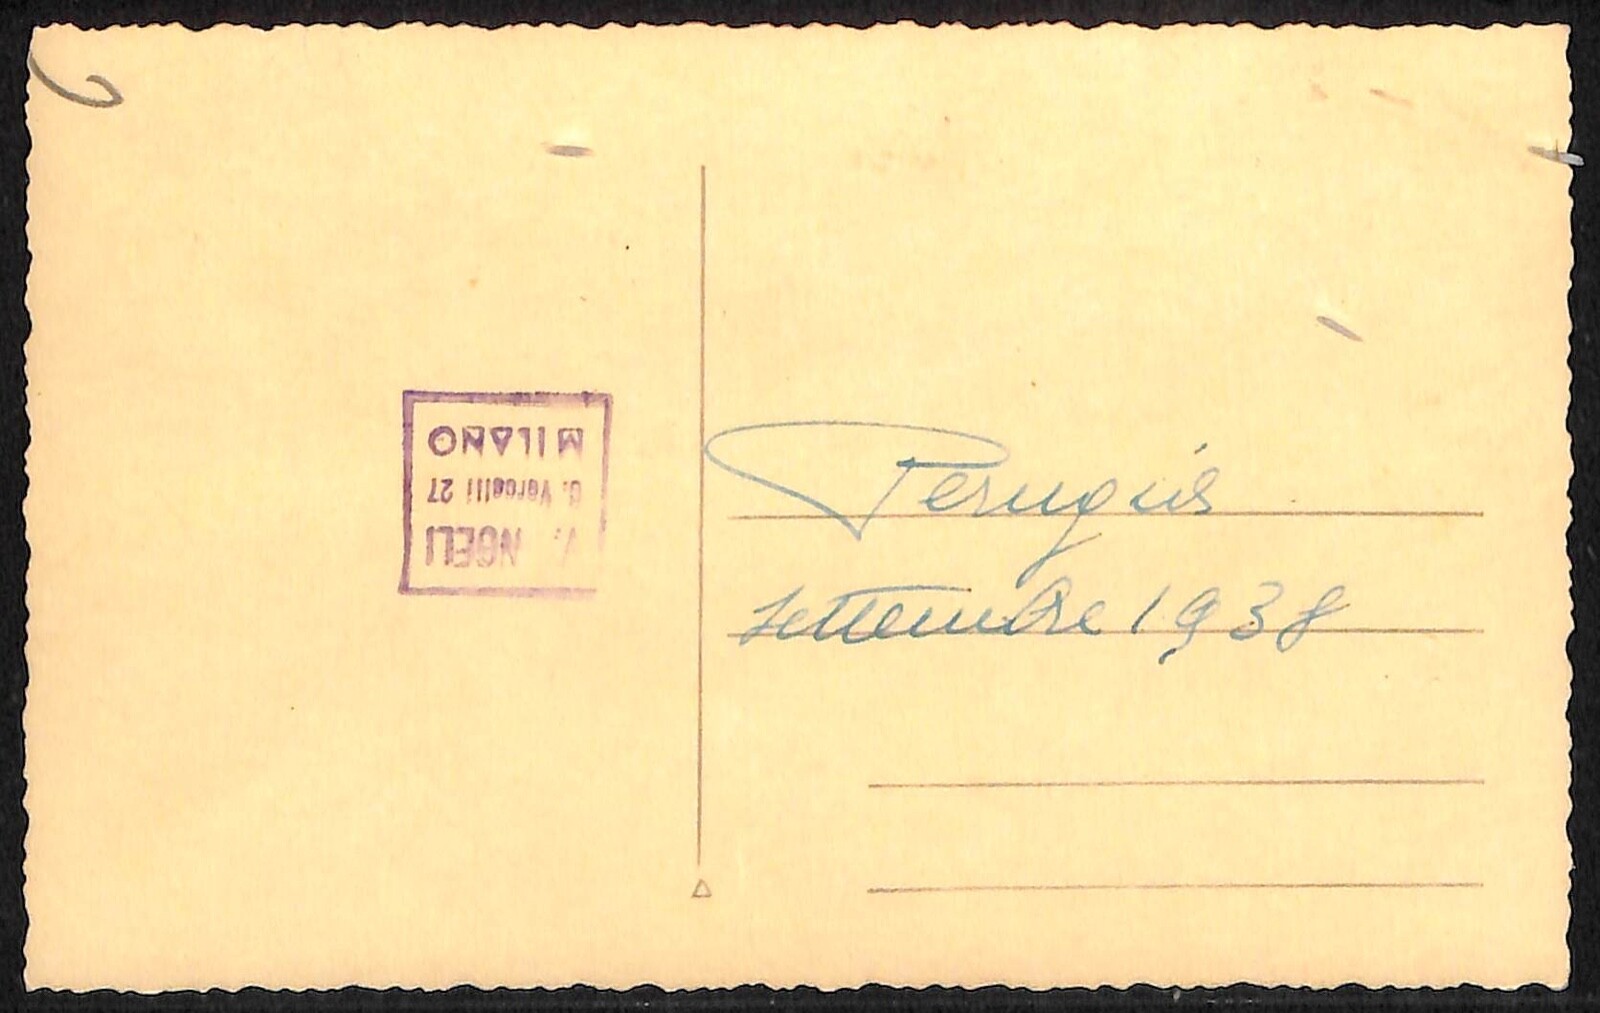 Perugia
settembre 1938
V. NGELI
C. Vercelli 27
MILANO